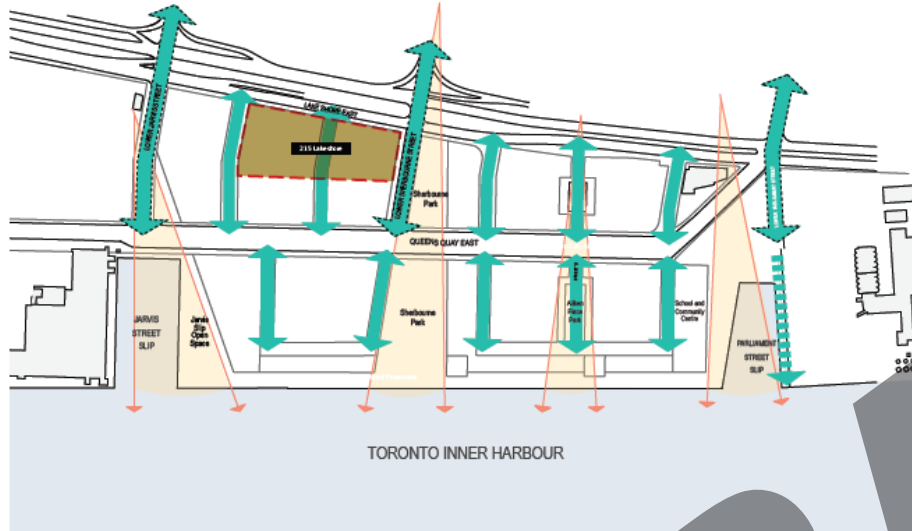 LOWER JARVIS STREET
LAKE SHORE EAST
215 Lakeshore
LOWER SHERBOURNE STREET
Sherbourne
Park
QUEENS QUAY EAST
JARVIS
STREET
SLIP
Jarvis
Slip
Open
Space
Sherbourne
Park
Aitken
Place
Park
School and
Community
Centre
PARLIAMENT
STREET
SLIP
TORONTO INNER HARBOUR